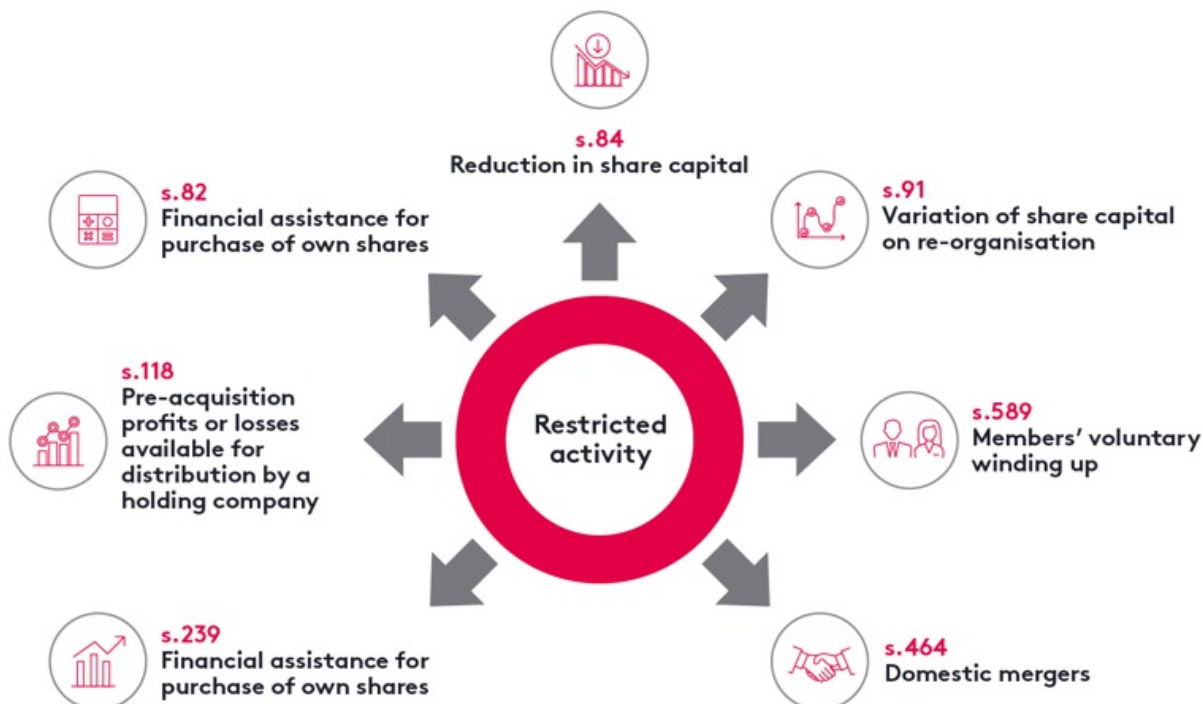 s.84
Reduction in share capital
s.82
Financial assistance for
purchase of own shares
s.91
Variation of share capital
on re-organisation
s.118
Pre-acquisition
profits or losses
available for
distribution by a
holding company
Restricted
activity
s.589
Members’ voluntary
winding up
s.239
Financial assistance for
purchase of own shares
s.464
Domestic mergers